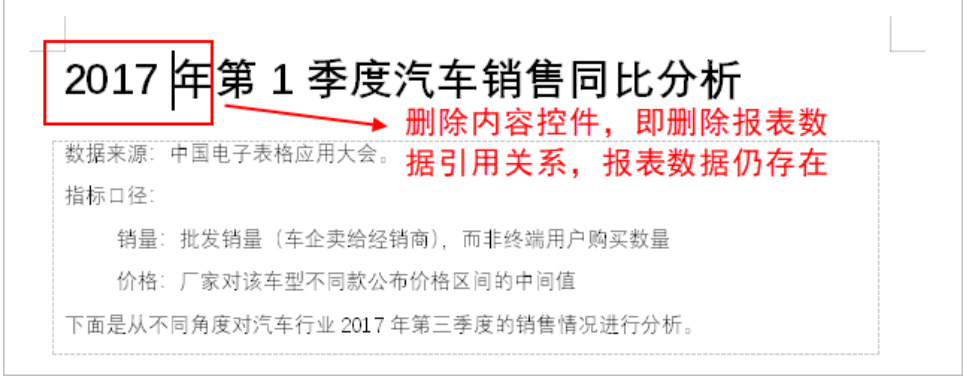 2017 年第 1 季度汽车销售同比分析
删除内容控件，即删除报表数
据引用关系，报表数据仍存在
数据来源：中国电子表格应用大会。
指标口径：
销量：批发销量（车企卖给经销商），而非终端用户购买数量
价格：厂家对该车型不同款公布价格区间的中间值
下面是从不同角度对汽车行业 2017 年第三季度的销售情况进行分析。